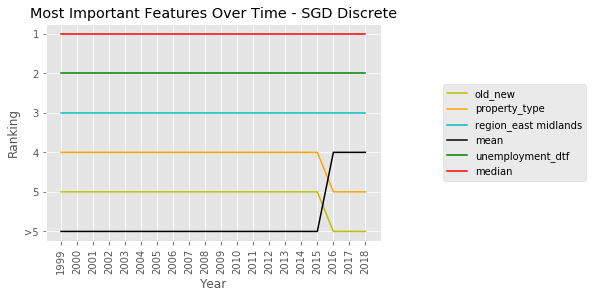 Most Important Features Over Time - SGD Discrete
Ranking
1
2
3
4
5
>5
1999
2000
2001
2002
2003
2004
2005
2006
2007
2008
2009
2010
2011
2012
2013
2014
2015
2016
2017
2018
Year
old_new
property_type
region_east midlands
mean
unemployment_dtf
median